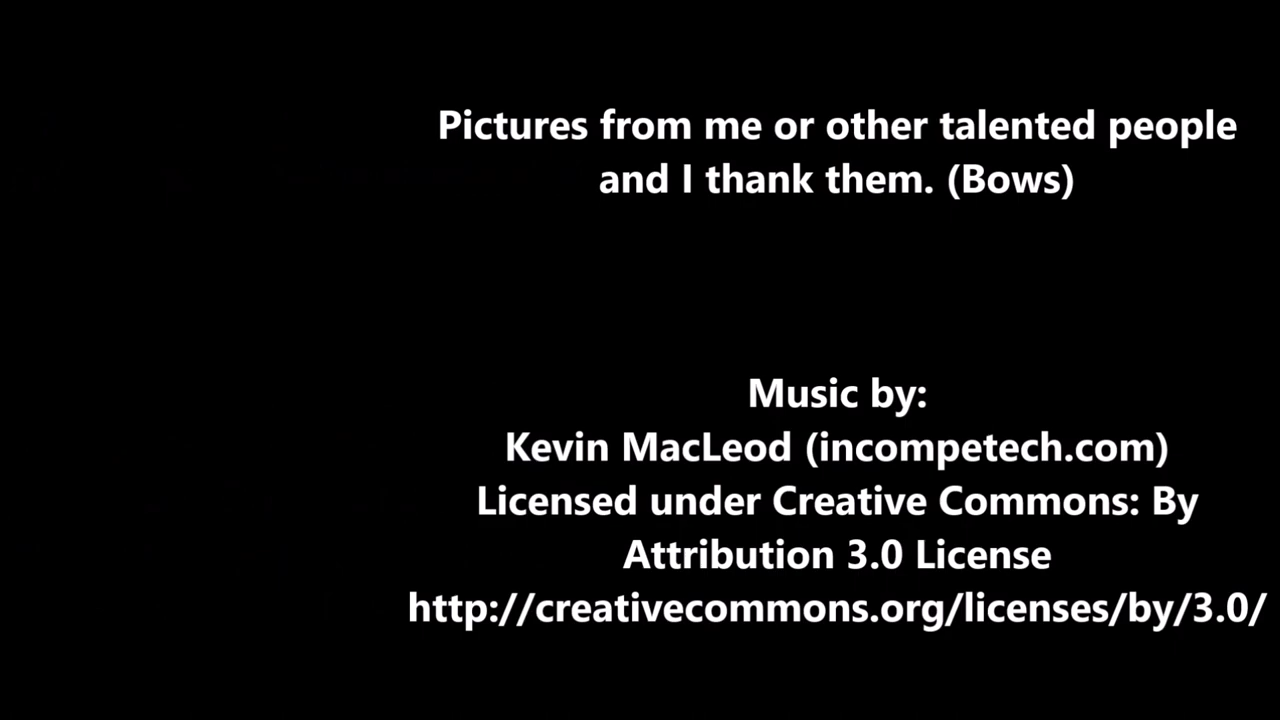 Pictures from me or other talented people
and I thank them. (Bows)
Music by:
Kevin MacLeod (incompetech.com)
Licensed under Creative Commons: By
Attribution 3.0 License
http://creativecommons.org/licenses/by/3.0/